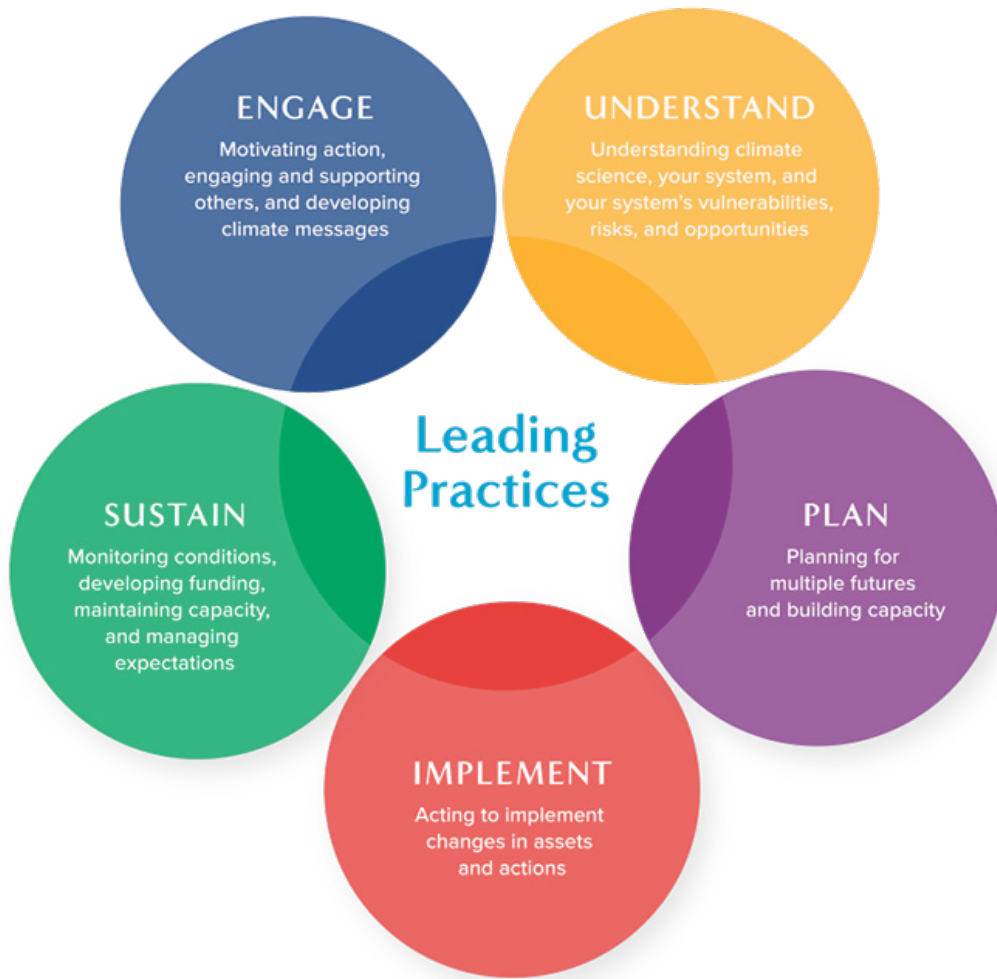 ENGAGE
Motivating action,
engaging and supporting
others, and developing
climate messages
UNDERSTAND
Understanding climate
science, your system, and
your system's vulnerabilities,
risks, and opportunities
Leading
Practices
SUSTAIN
Monitoring conditions,
developing funding,
maintaining capacity,
and managing
expectations
PLAN
Planning for
multiple futures
and building capacity
IMPLEMENT
Acting to implement
changes in assets
and actions